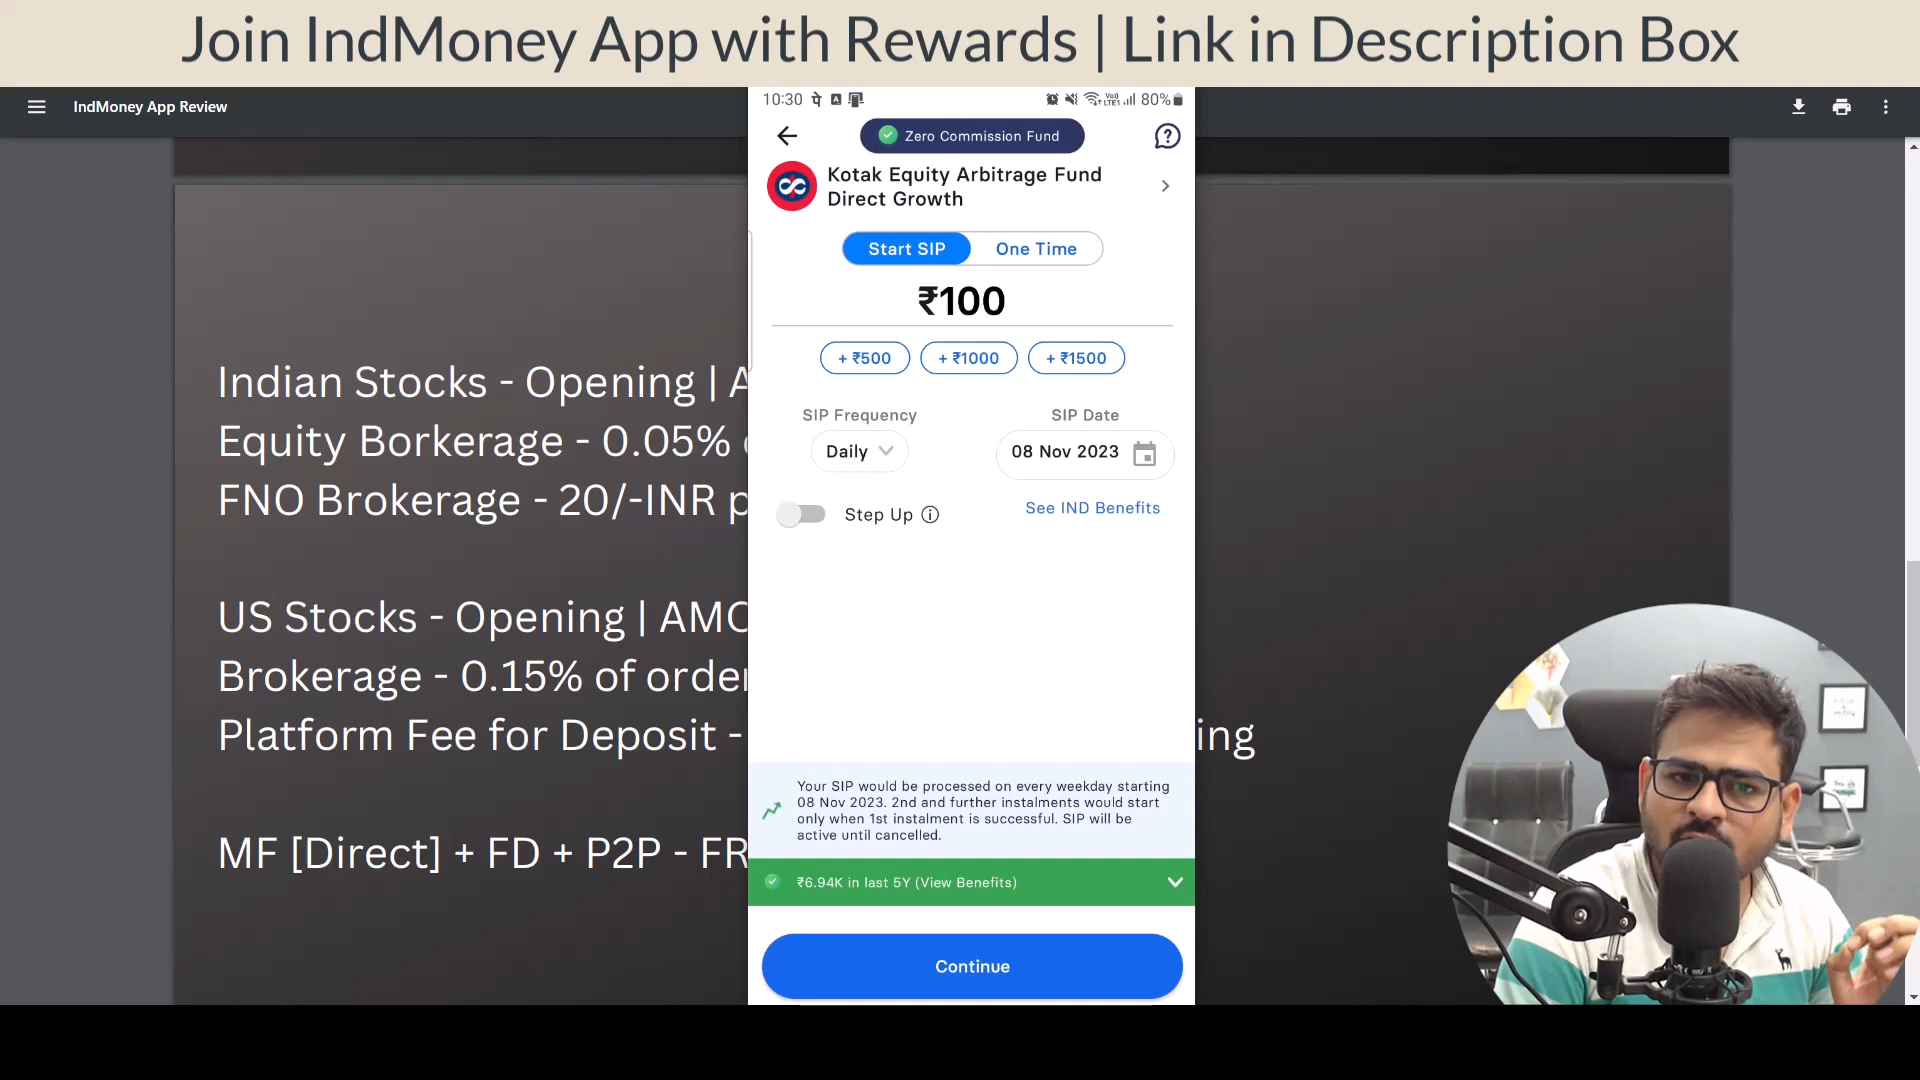 Join IndMoney App with Rewards | Link in Description Box
IndMoney App Review
10:30
80%
Zero Commission Fund
Kotak Equity Arbitrage Fund
Direct Growth
Start SIP
One Time
₹100
+ ₹500
+ ₹1000
+ ₹1500
SIP Frequency
SIP Date
Daily
08 Nov 2023
Step Up
See IND Benefits
Your SIP would be processed on every weekday starting
08 Nov 2023. 2nd and further instalments would start
only when 1st instalment is successful. SIP will be
active until cancelled.
₹6.94K in last 5Y (View Benefits)
Continue
Indian Stocks - Opening | A
Equity Borkerage - 0.05%
FNO Brokerage - 20/-INR p
US Stocks - Opening | AMC
Brokerage - 0.15% of order
Platform Fee for Deposit - ing
MF [Direct] + FD + P2P - FR